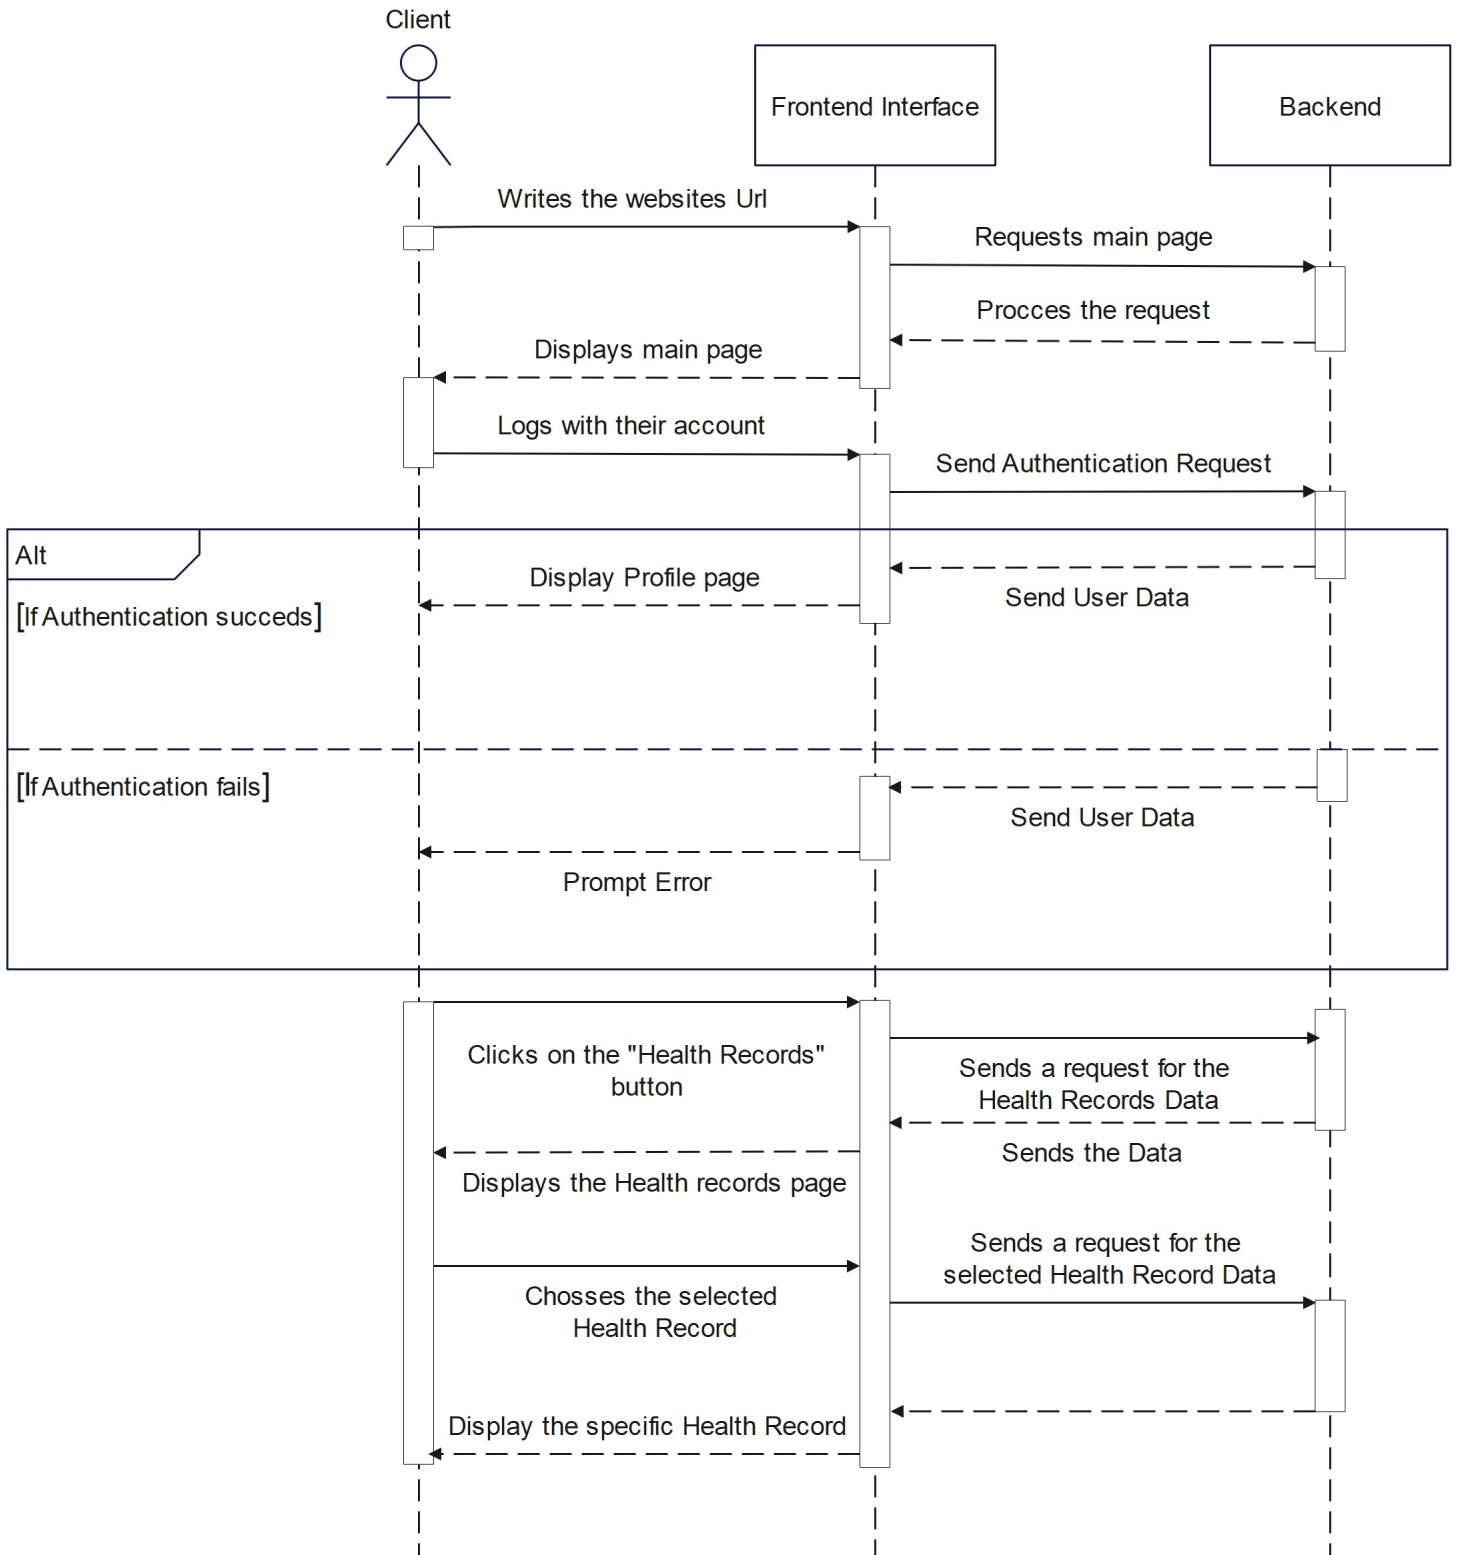 Client
Frontend Interface
Backend
Writes the websites Url
Requests main page
Procces the request
Displays main page
Logs with their account
Send Authentication Request
Alt
Display Profile page
Send User Data
[If Authentication succeds]
[If Authentication fails]
Send User Data
Prompt Error
Clicks on the "Health Records"
button
Sends a request for the
Health Records Data
Sends the Data
Displays the Health records page
Sends a request for the
selected Health Record Data
Chosses the selected
Health Record
Display the specific Health Record